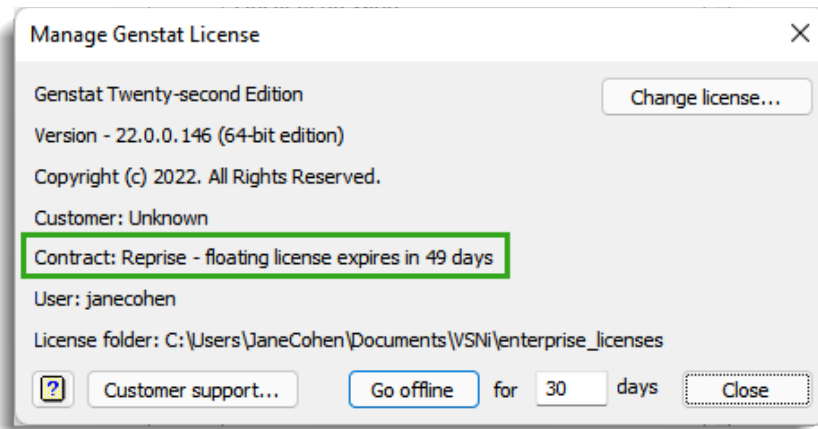 Manage Genstat License
Genstat Twenty-second Edition
Change license...
Version - 22.0.0.146 (64-bit edition)
Copyright (c) 2022. All Rights Reserved.
Customer: Unknown
Contract: Reprise - floating license expires in 49 days
User: janecohen
License folder: C:\Users\JaneCohen\Documents\VSNi\enterprise_licenses
? Customer support... Go offline for 30 days Close